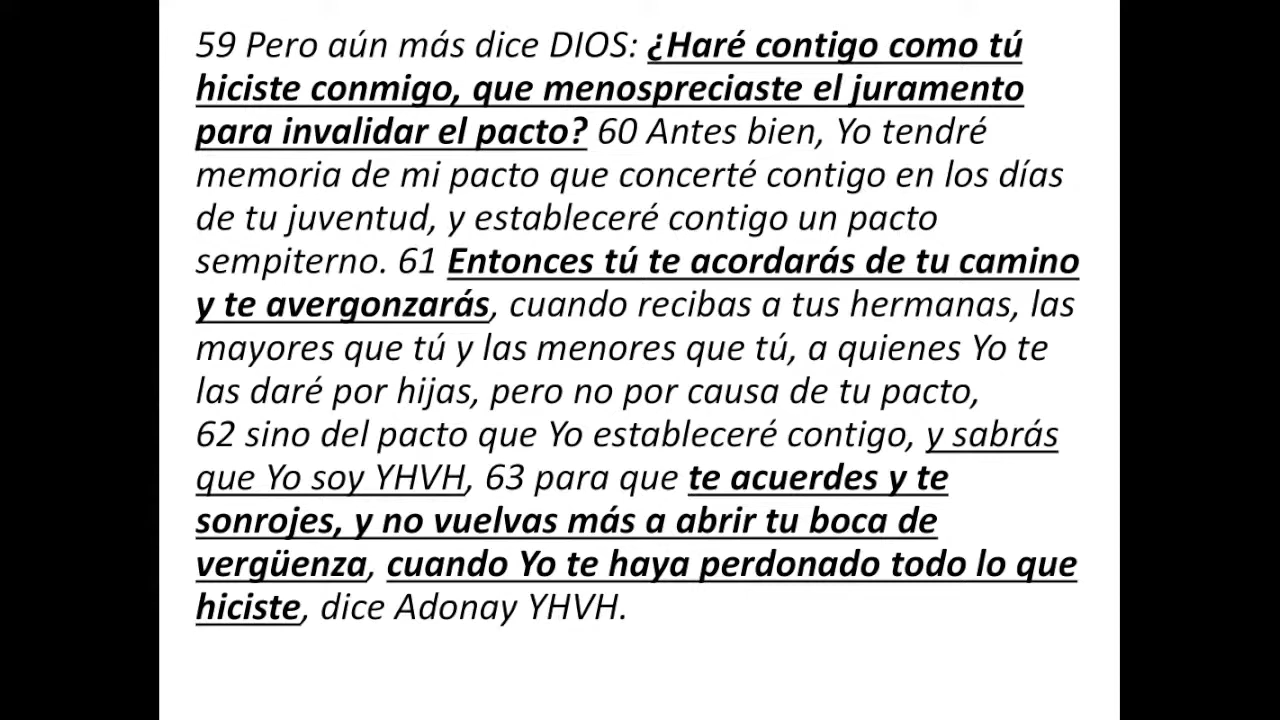 59 Pero aún más dice DIOS: ¿Haré contigo como tú
hiciste conmigo, que menospreciaste el juramento
para invalidar el pacto? 60 Antes bien, Yo tendré
memoria de mi pacto que concerté contigo en los días
de tu juventud, y estableceré contigo un pacto
sempiterno. 61 Entonces tú te acordarás de tu camino
y te avergonzarás, cuando recibas a tus hermanas, las
mayores que tú y las menores que tú, a quienes Yo te
las daré por hijas, pero no por causa de tu pacto,
62 sino del pacto que Yo estableceré contigo, y sabrás
que Yo soy YHVH, 63 para que te acuerdes y te
sonrojes, y no vuelvas más a abrir tu boca de
vergüenza, cuando Yo te haya perdonado todo lo que
hiciste, dice Adonay YHVH.